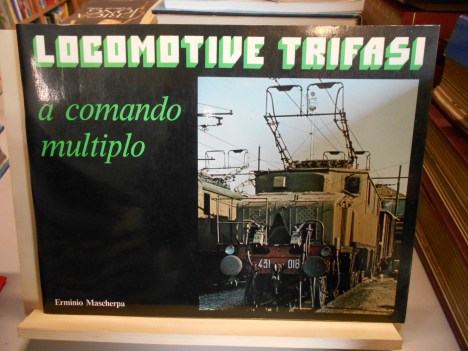 LOCOMOTIVE TRIFASI
a comando
multiplo
431 018
Erminio Mascherpa